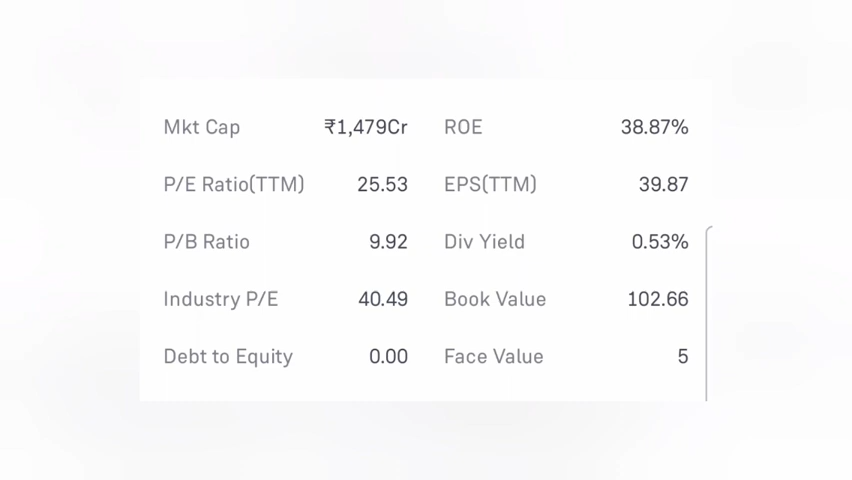 Mkt Cap ₹1,479Cr ROE 38.87%
P/E Ratio(TTM) 25.53 EPS(TTM) 39.87
P/B Ratio 9.92 Div Yield 0.53%
Industry P/E 40.49 Book Value 102.66
Debt to Equity 0.00 Face Value 5